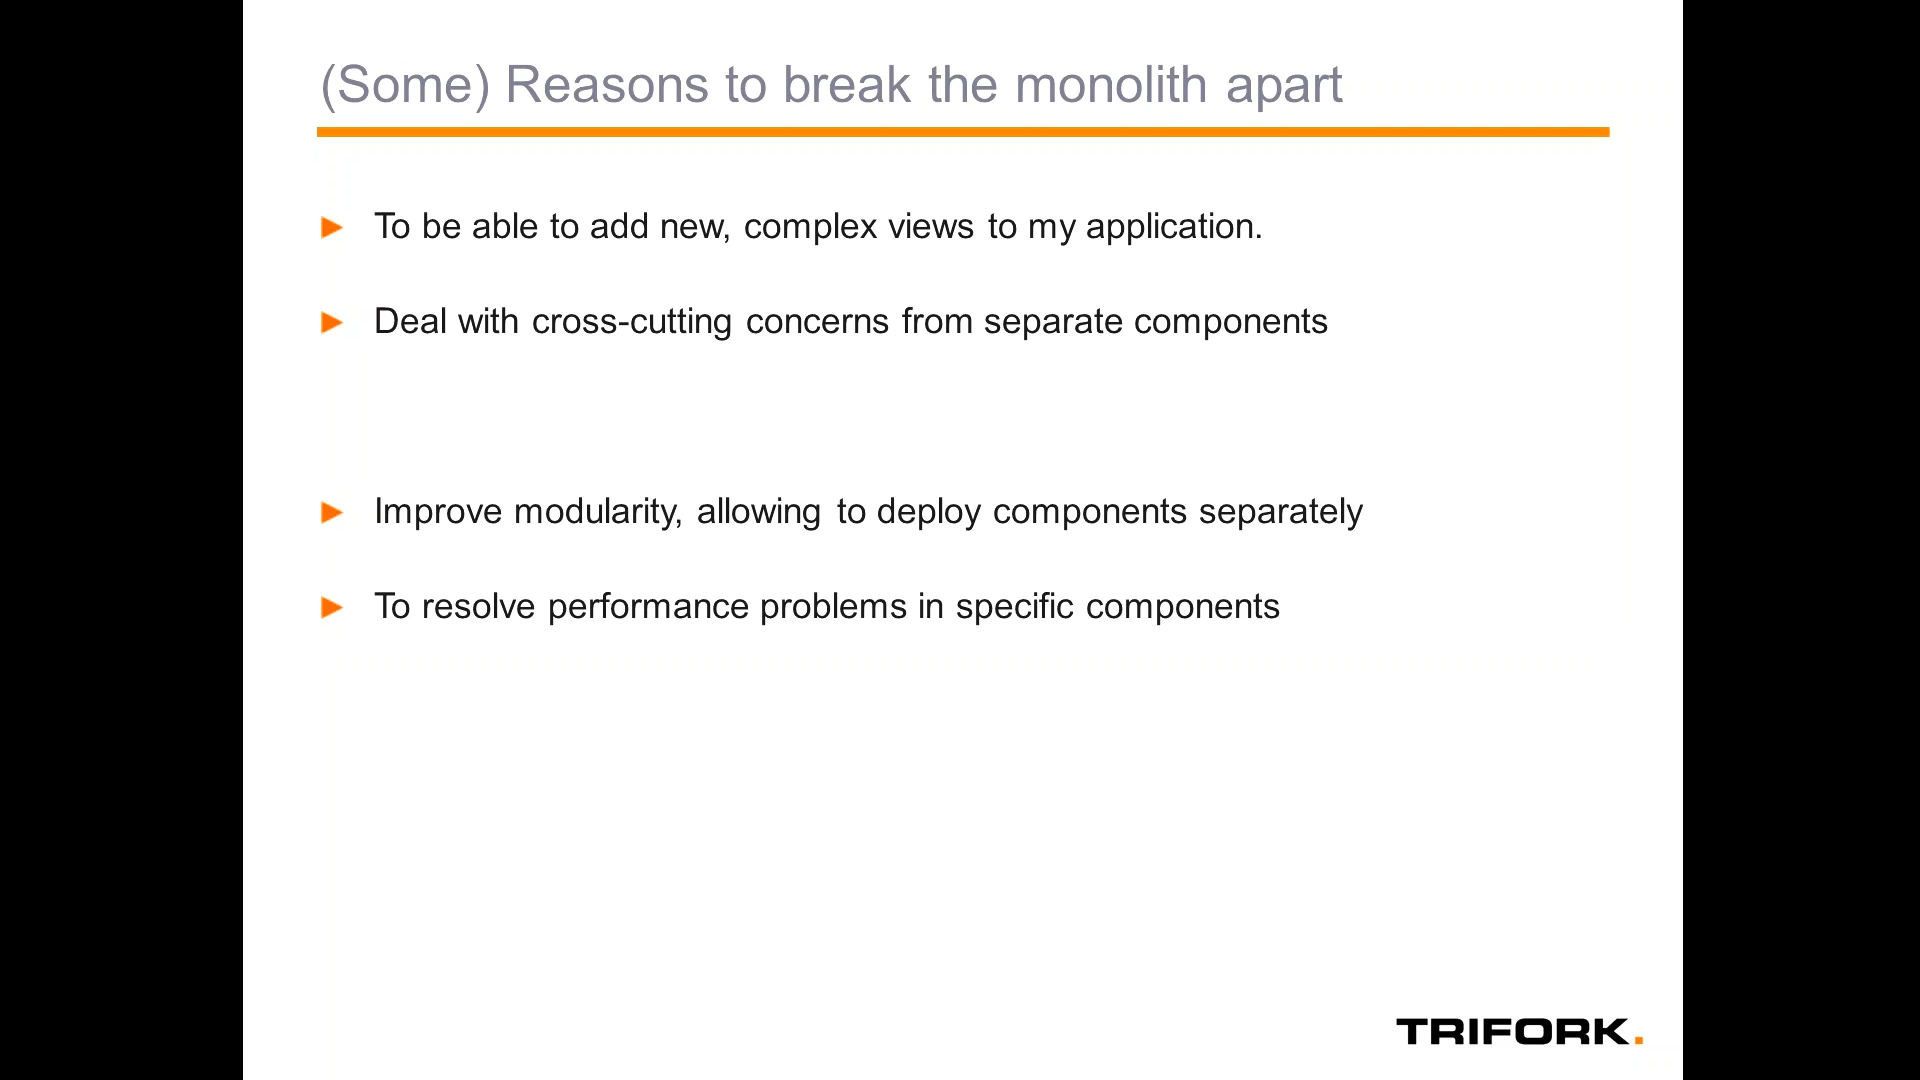 (Some) Reasons to break the monolith apart
To be able to add new, complex views to my application.
Deal with cross-cutting concerns from separate components
Improve modularity, allowing to deploy components separately
To resolve performance problems in specific components
TRIFORK.